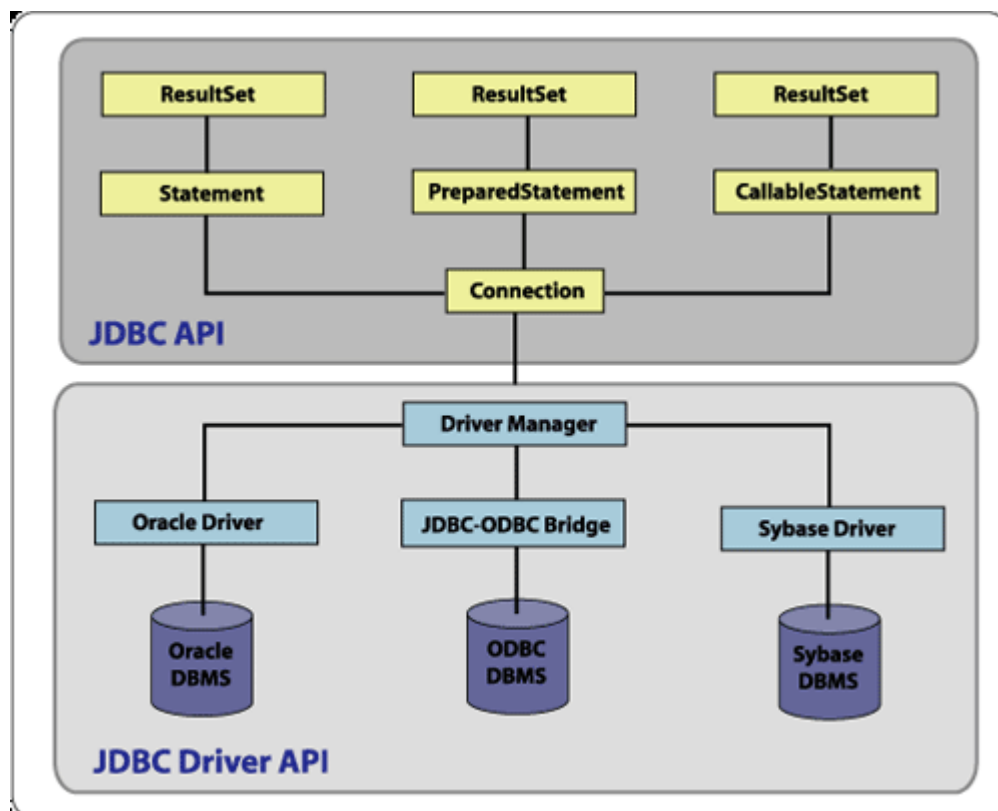 ResultSet
ResultSet
ResultSet
Statement
PreparedStatement
CallableStatement
Connection
JDBC API
Driver Manager
Oracle Driver
JDBC-ODBC Bridge
Sybase Driver
Oracle
DBMS
ODBC
DBMS
Sybase
DBMS
JDBC Driver API